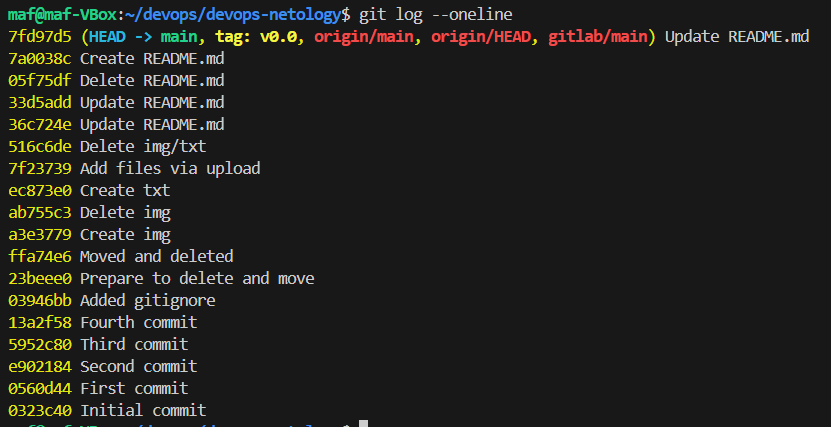 maf@maf-VBox:~/devops/devops-netology$ git log --oneline
7fd97d5 (HEAD -> main, tag: v0.0, origin/main, origin/HEAD, gitlab/main) Update README.md
7a0038c Create README.md
05f75df Delete README.md
33d5add Update README.md
36c724e Update README.md
516c6de Delete img/txt
7f23739 Add files via upload
ec873e0 Create txt
ab755c3 Delete img
a3e3779 Create img
ffa74e6 Moved and deleted
23beee0 Prepare to delete and move
03946bb Added gitignore
13a2f58 Fourth commit
5952c80 Third commit
e902184 Second commit
0560d44 First commit
0323c40 Initial commit